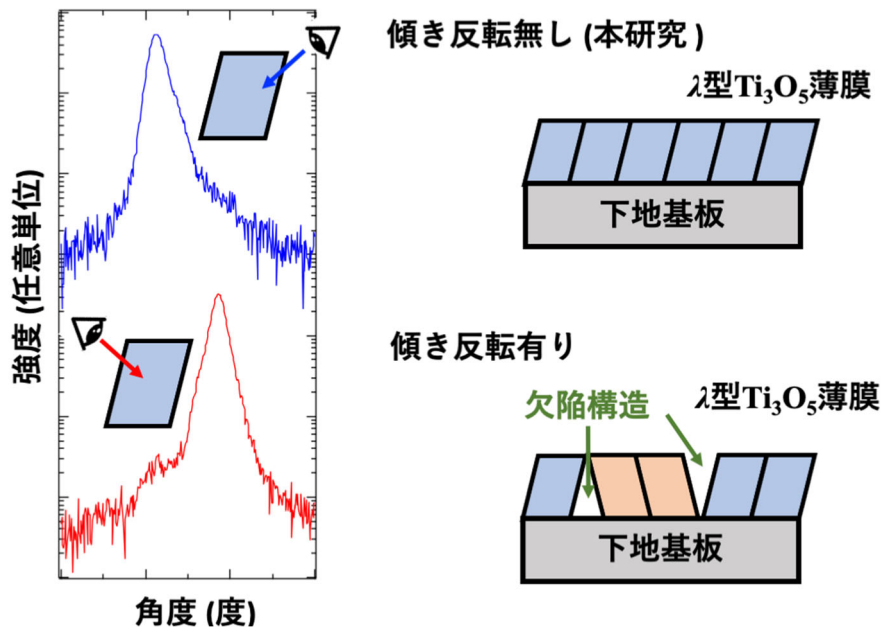 強度 (任意単位)
角度 (度)
傾き反転無し (本研究 )
λ型Ti₃O₅薄膜
下地基板
傾き反転有り
欠陥構造
λ型Ti₃O₅薄膜
下地基板